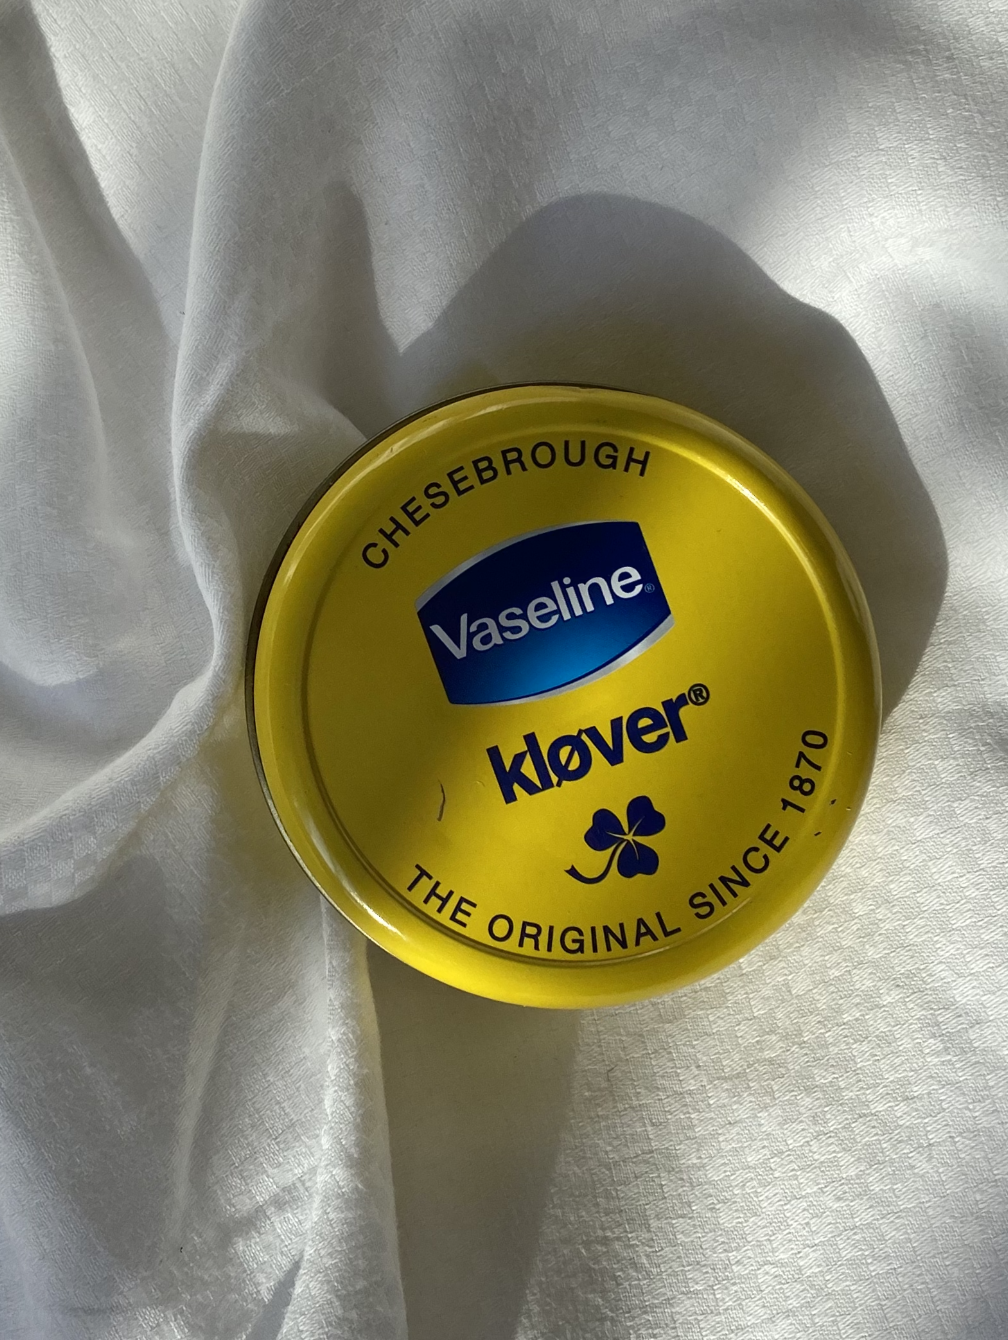 CHESEBROUGH
Vaseline®
kløver®
THE ORIGINAL SINCE 1870